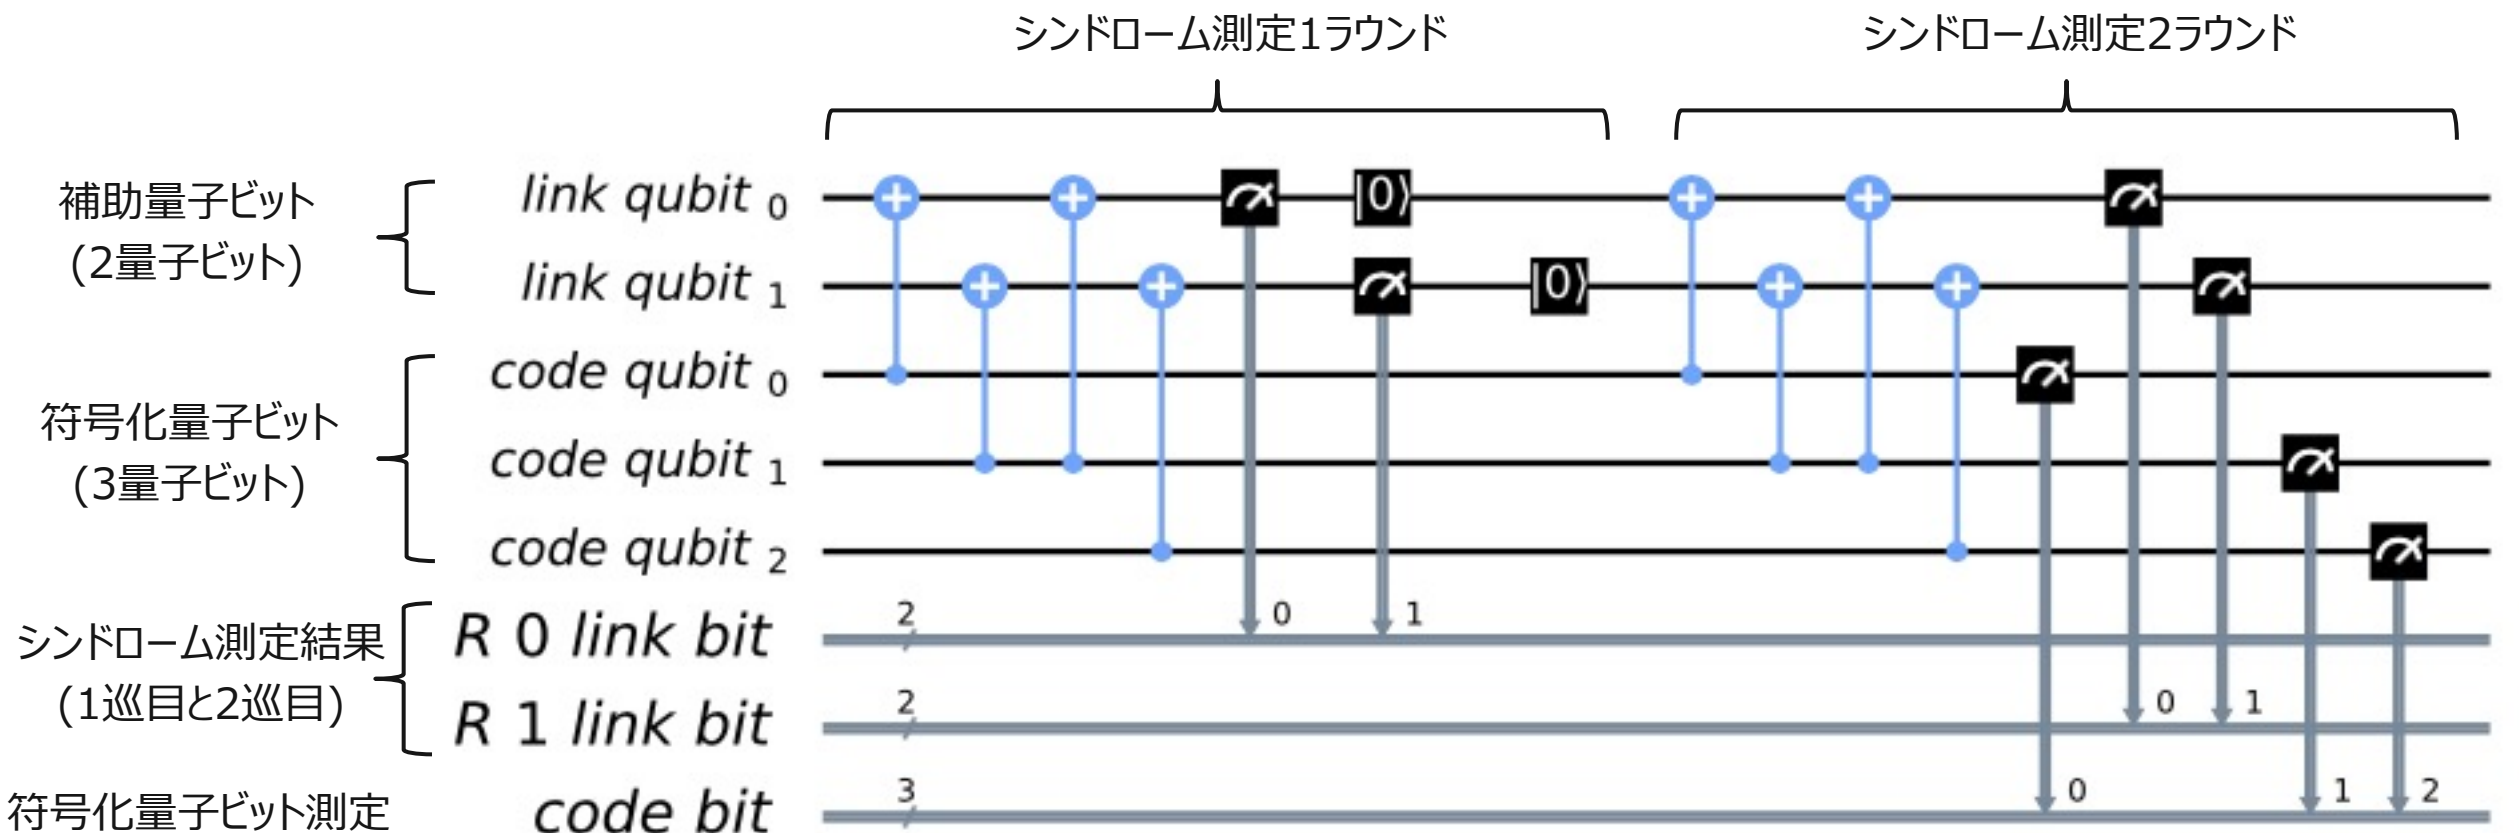 シンドローム測定1ラウンド
シンドローム測定2ラウンド
補助量子ビット
(2量子ビット)
link qubit 0
|0⟩
link qubit 1
|0⟩
符号化量子ビット
(3量子ビット)
code qubit 0
code qubit 1
code qubit 2
シンドローム測定結果
(1巡目と2巡目)
R 0 link bit
2
0
1
R 1 link bit
2
0
1
符号化量子ビット測定
code bit
3
0
1
2